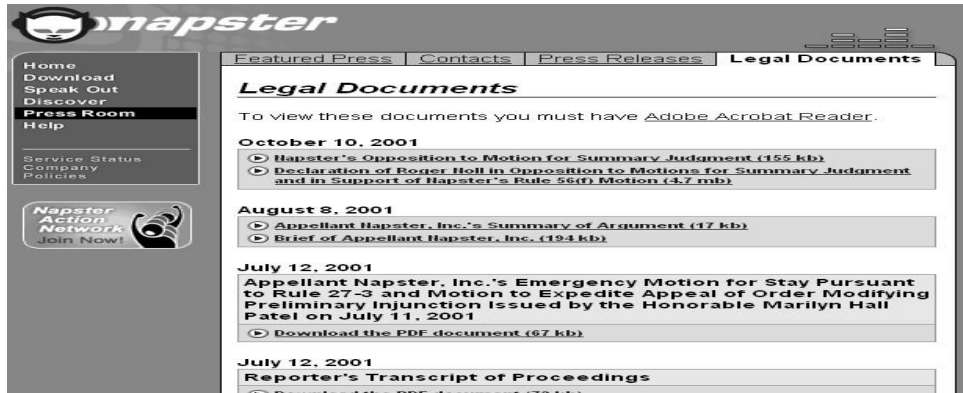 napster
Home
Download
Speak Out
Discover
Press Room
Help
Service Status
Company
Policies
Napster
Action
Network
Join Now!
Featured Press Contacts Press Releases Legal Documents
Legal Documents
To view these documents you must have Adobe Acrobat Reader.
October 10, 2001
Napster's Opposition to Motion for Summary Judgment (155 kb)
Declaration of Roger Noll in Opposition to Motions for Summary Judgment
and in Support of Napster's Rule 56(f) Motion (4.7 mb)
August 8, 2001
Appellant Napster, Inc.'s Summary of Argument (17 kb)
Brief of Appellant Napster, Inc. (194 kb)
July 12, 2001
Appellant Napster, Inc.'s Emergency Motion for Stay Pursuant
to Rule 27-3 and Motion to Expedite Appeal of Order Modifying
Preliminary Injunction Issued by the Honorable Marilyn Hall
Patel on July 11, 2001
Download the PDF document (67 kb)
July 12, 2001
Reporter's Transcript of Proceedings
Download the PDF document